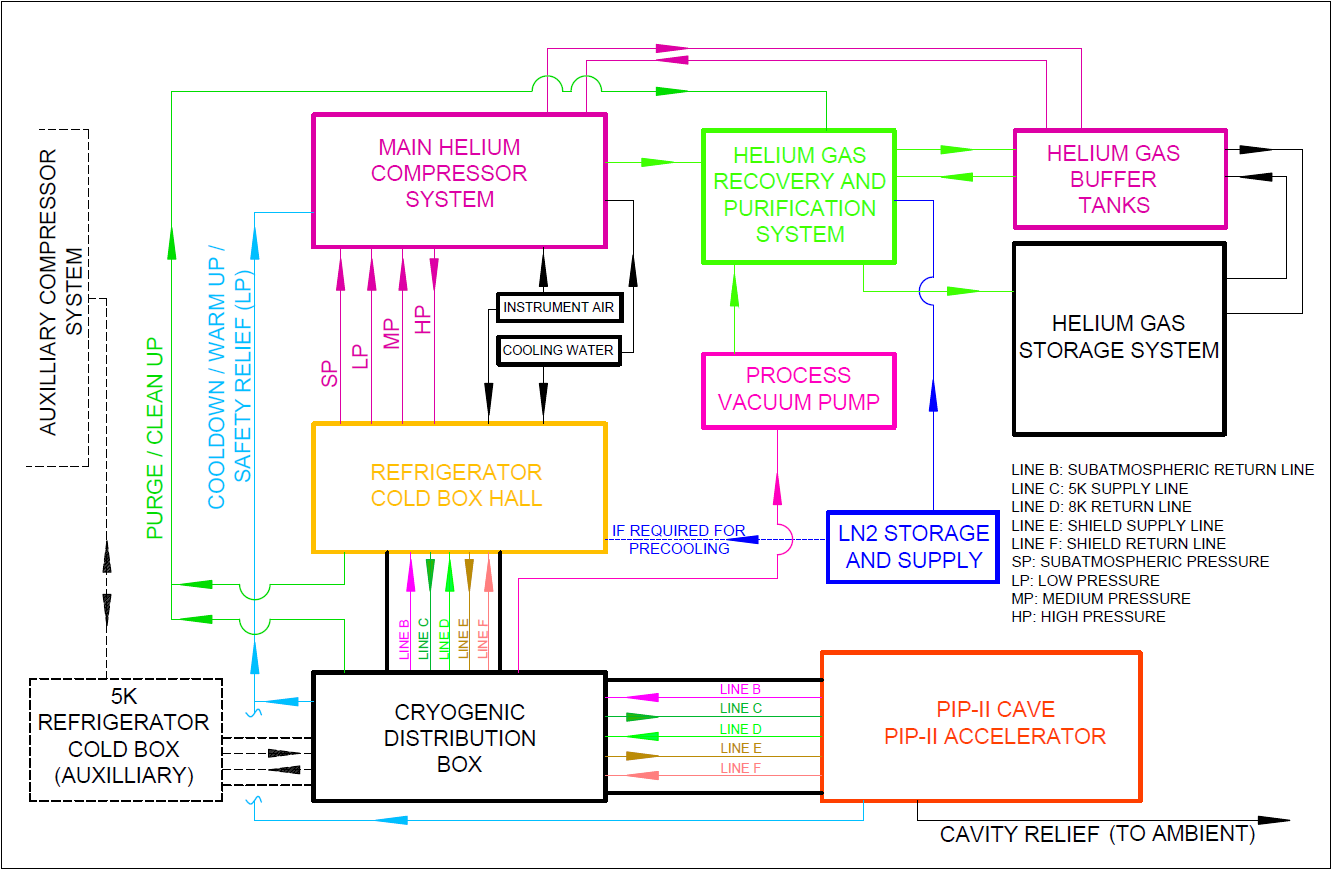 MAIN HELIUM
COMPRESSOR
SYSTEM
HELIUM GAS
RECOVERY AND
PURIFICATION
SYSTEM
HELIUM GAS
BUFFER
TANKS
AUXILLIARY COMPRESSOR
SYSTEM
PURGE / CLEAN UP
COOLDOWN / WARM UP /
SAFETY RELIEF (LP)
SP
LP
MP
HP
INSTRUMENT AIR
COOLING WATER
HELIUM GAS
STORAGE SYSTEM
PROCESS
VACUUM PUMP
REFRIGERATOR
COLD BOX HALL
IF REQUIRED FOR
PRECOOLING
LN2 STORAGE
AND SUPPLY
LINE B: SUBATMOSPHERIC RETURN LINE
LINE C: 5K SUPPLY LINE
LINE D: 8K RETURN LINE
LINE E: SHIELD SUPPLY LINE
LINE F: SHIELD RETURN LINE
SP: SUBATMOSPHERIC PRESSURE
LP: LOW PRESSURE
MP: MEDIUM PRESSURE
HP: HIGH PRESSURE
LINE B
LINE C
LINE D
LINE E
LINE F
5K
REFRIGERATOR
COLD BOX
(AUXILLIARY)
CRYOGENIC
DISTRIBUTION
BOX
LINE B
LINE C
LINE D
LINE E
LINE F
PIP-II CAVE
PIP-II ACCELERATOR
CAVITY RELIEF (TO AMBIENT)